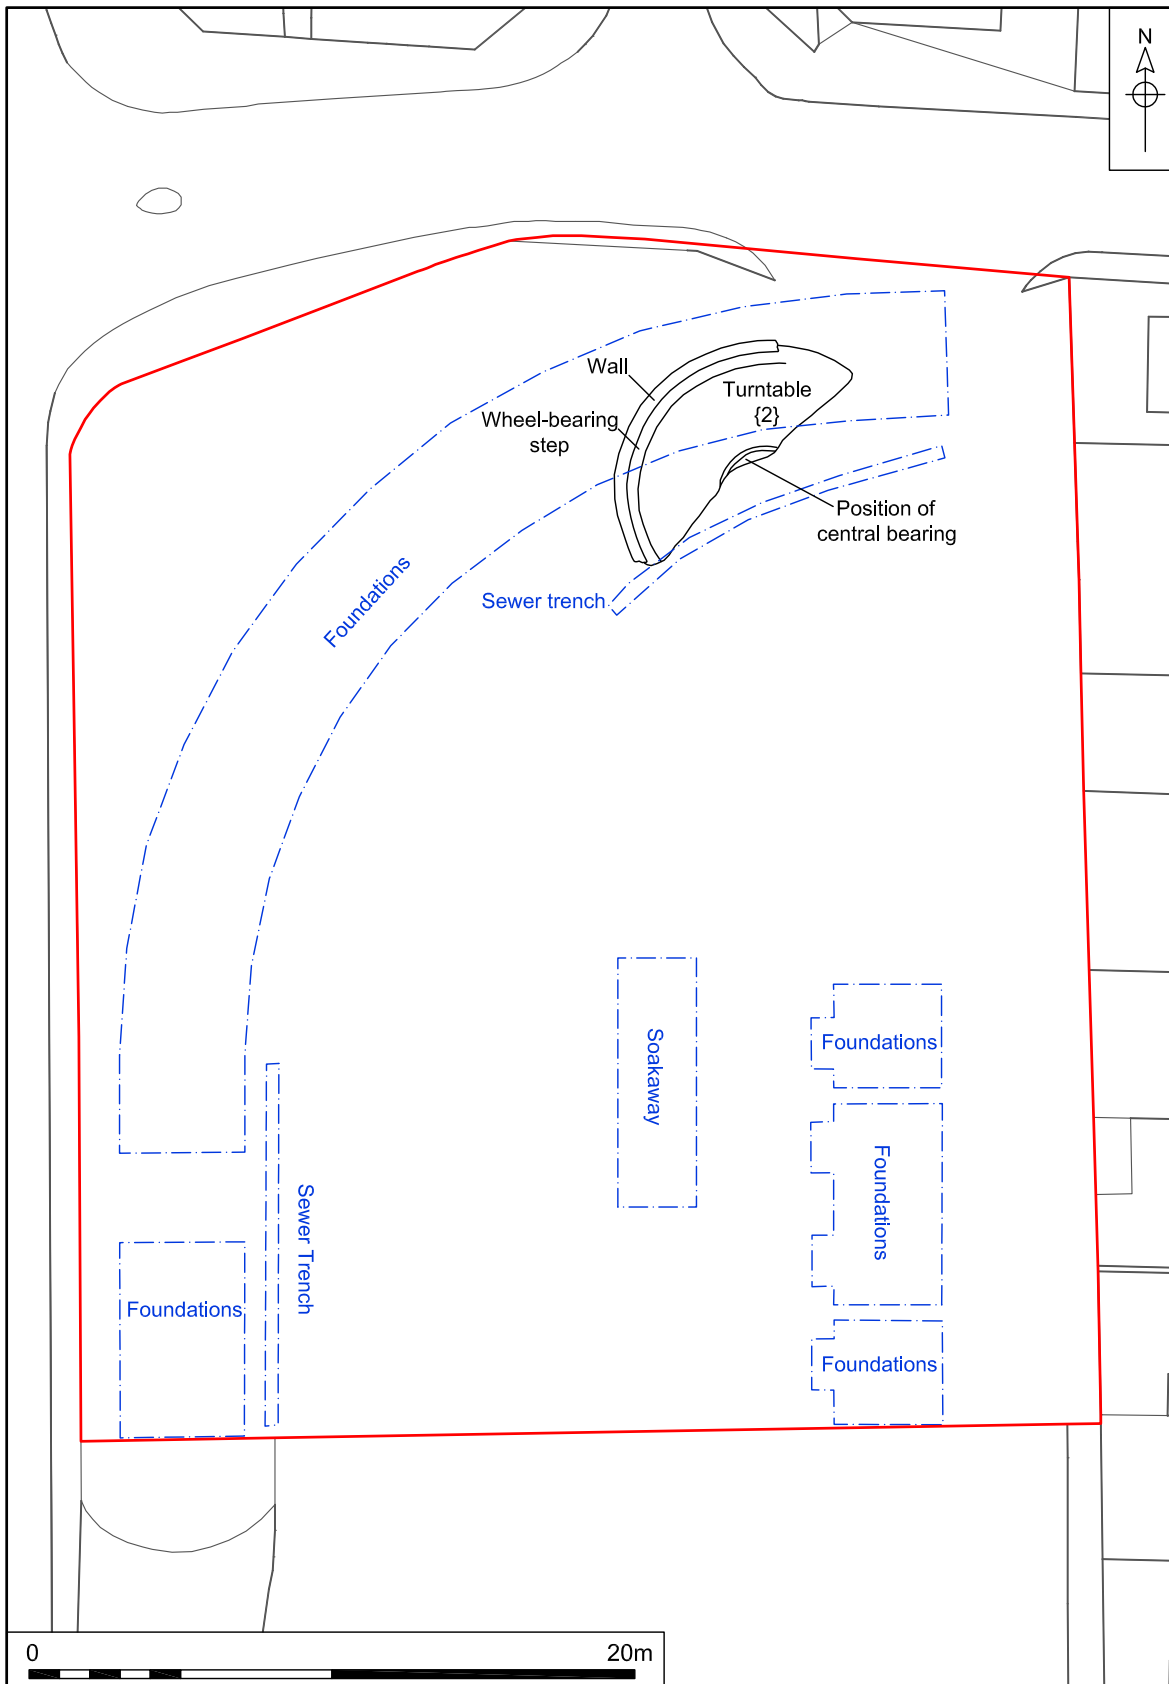 N
Wall
Turntable
{2}
Wheel-bearing
step
Position of
central bearing
Foundations
Sewer trench
Soakaway
Foundations
Foundations
Sewer Trench
Foundations
Foundations
0
20m